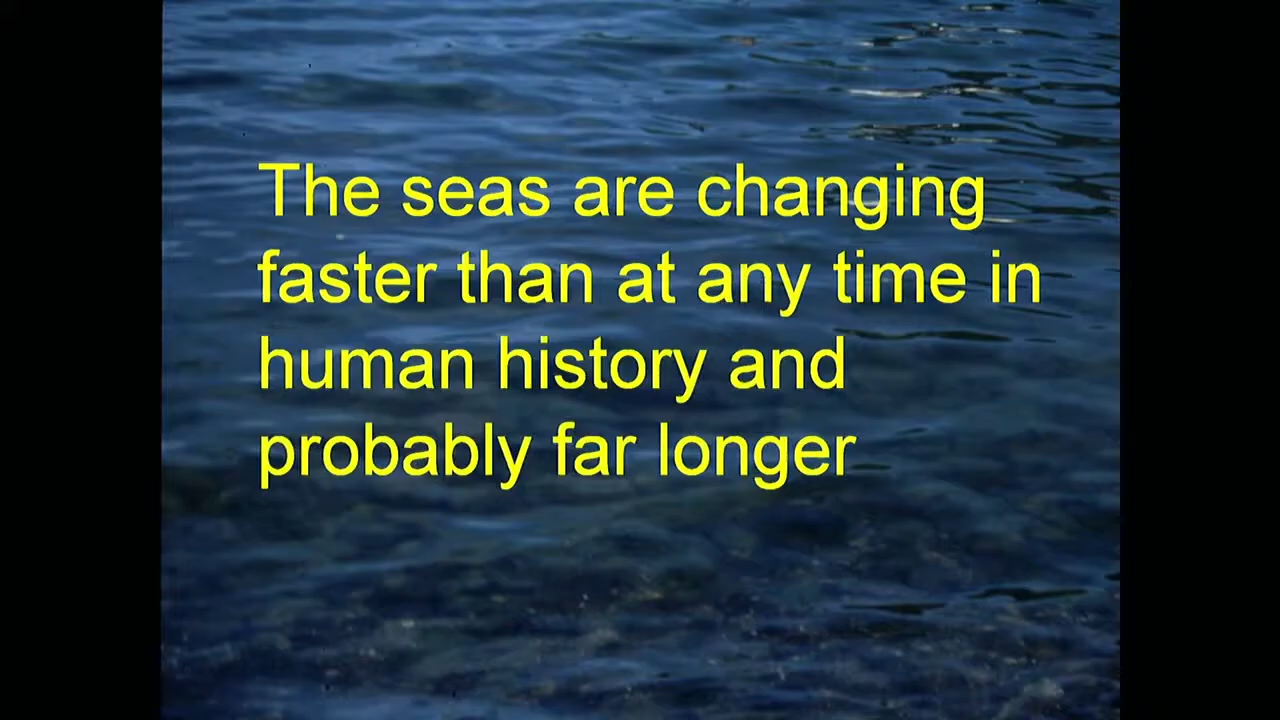 The seas are changing
faster than at any time in
human history and
probably far longer